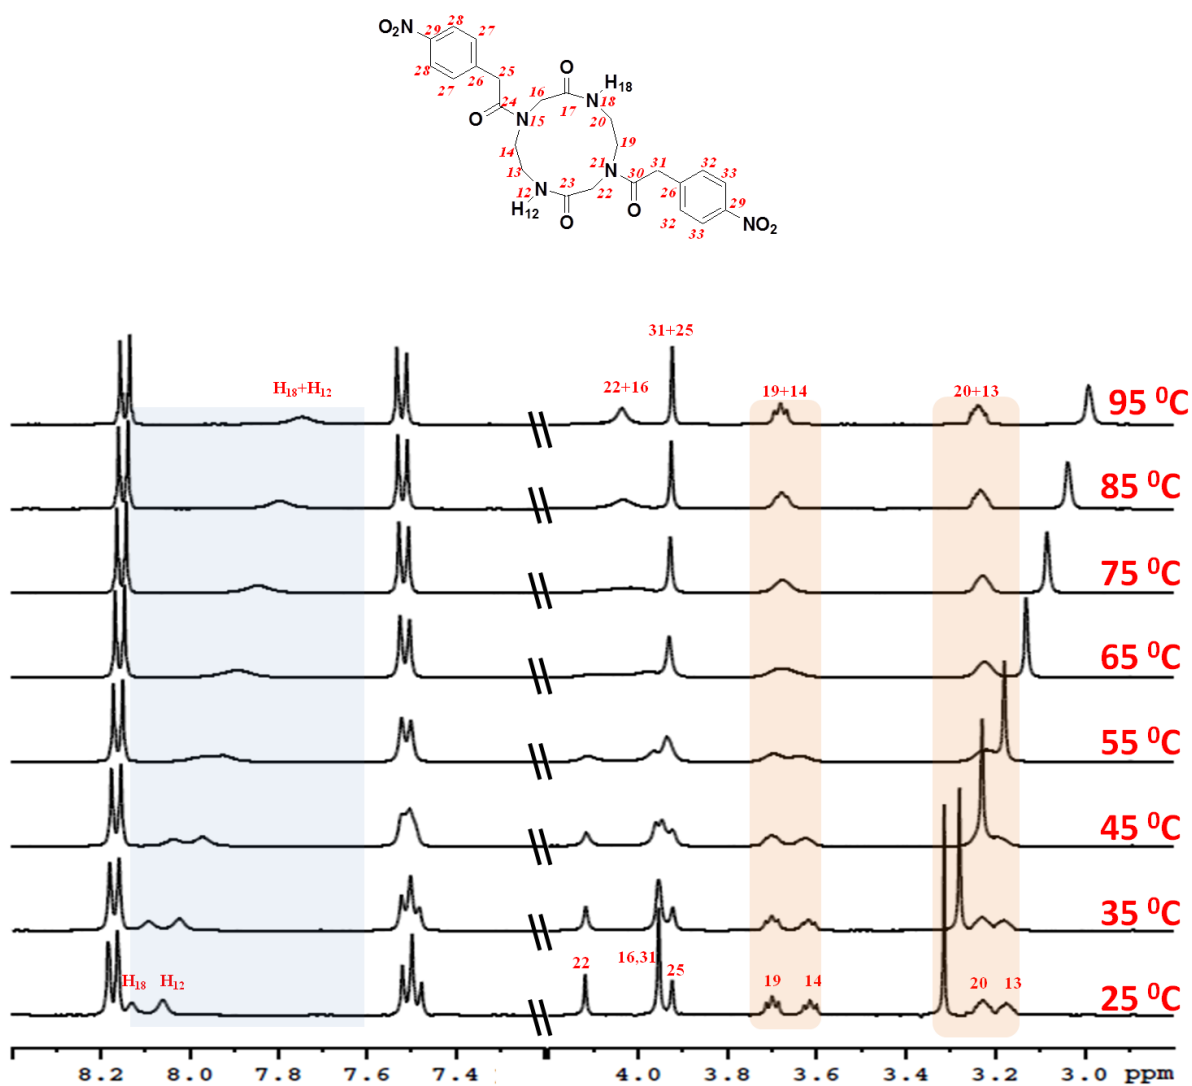 O₂N 28 27
29
28 26 25
27
24 O N 15 16 O 17 N 18 H₁₈
20
14 19
13 N 21 31 32 33
12 N 23 22 30 26 29
H₁₂ O O 32 33 NO₂
31+25
H₁₈+H₁₂ 22+16 19+14 20+13 95 ⁰C
85 ⁰C
75 ⁰C
65 ⁰C
55 ⁰C
45 ⁰C
35 ⁰C
H₁₈ H₁₂ 22 16,31 25 19 14 20 13 25 ⁰C
8.2 8.0 7.8 7.6 7.4 4.0 3.8 3.6 3.4 3.2 3.0 ppm